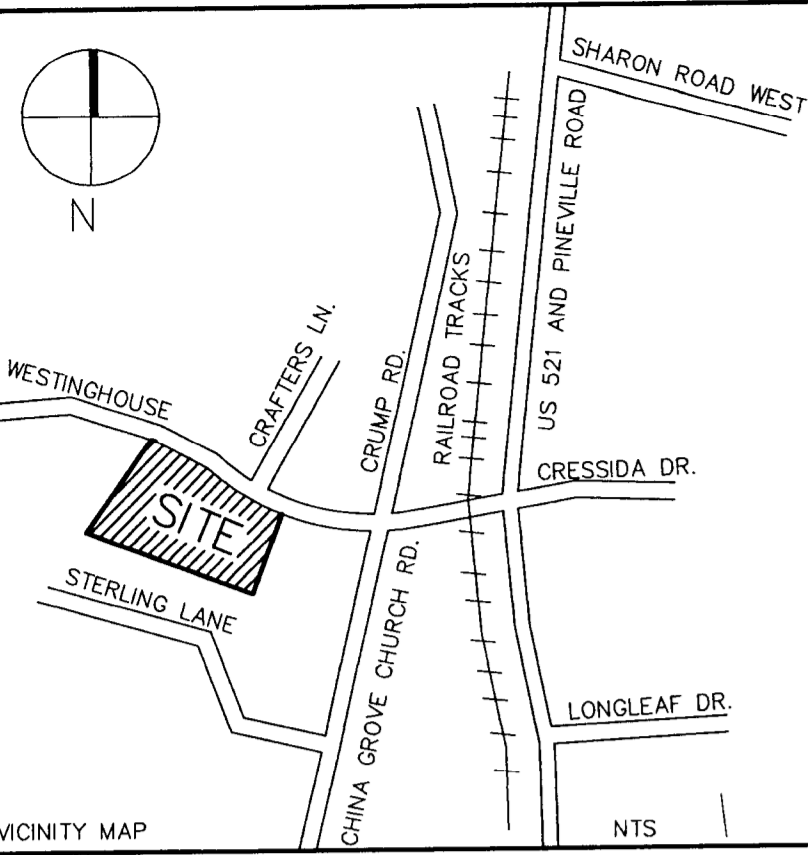 SHARON ROAD WEST
N
US 521 AND PINEVILLE ROAD
RAILROAD TRACKS
CRAFTERS LN.
CRUMP RD.
WESTINGHOUSE
CRESSIDA DR.
SITE
STERLING LANE
CHINA GROVE CHURCH RD.
LONGLEAF DR.
VICINITY MAP
NTS